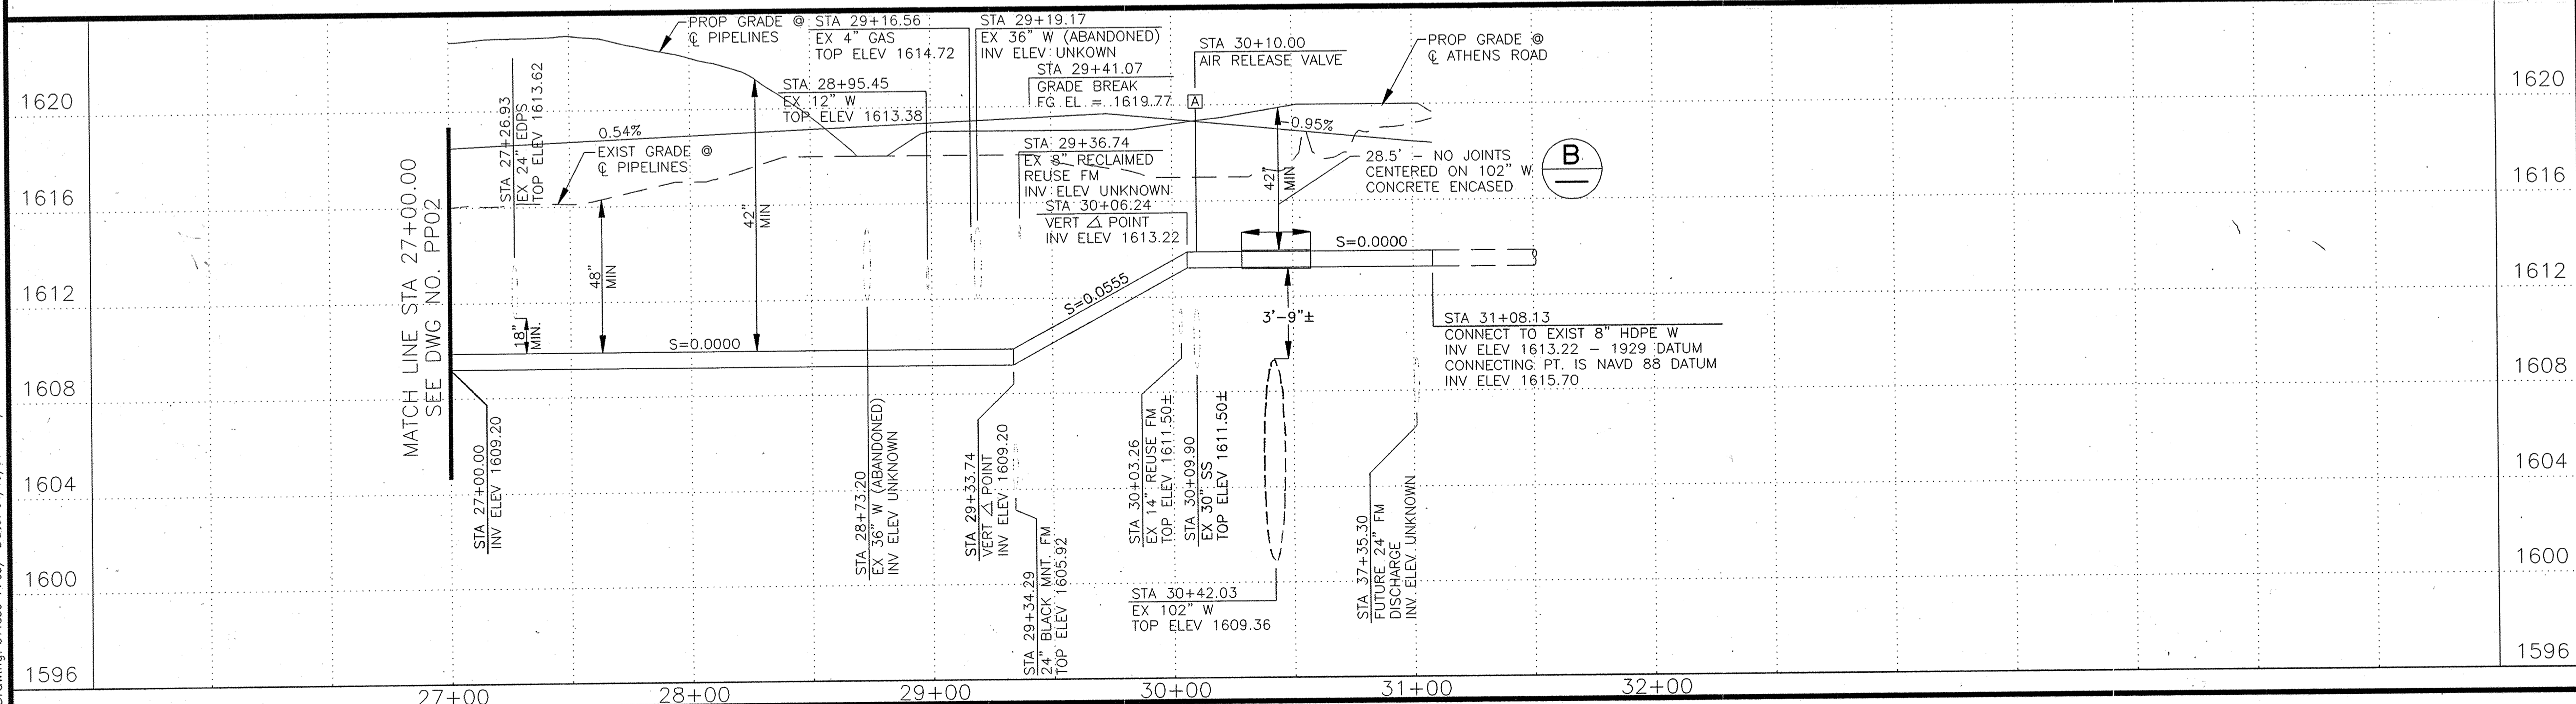 PROP GRADE @
℄ PIPELINES
STA 29+16.56
EX 4" GAS
TOP ELEV 1614.72
STA 29+19.17
EX 36" W (ABANDONED)
INV ELEV UNKOWN
STA 30+10.00
AIR RELEASE VALVE
PROP GRADE @
℄ ATHENS ROAD
STA 28+95.45
EX 12" W
TOP ELEV 1613.38
STA 29+41.07
GRADE BREAK
FG EL = 1619.77
A
STA 27+26.93
EX 24" EDPS
TOP ELEV 1613.62
0.54%
-0.95%
EXIST GRADE @
℄ PIPELINES
STA 29+36.74
EX 8" RECLAIMED
REUSE FM
INV ELEV UNKNOWN
28.5' – NO JOINTS
CENTERED ON 102" W
CONCRETE ENCASED
B
STA 30+06.24
VERT △ POINT
INV ELEV 1613.22
42"
MIN
42"
MIN
48"
MIN
18"
MIN.
S=0.0000
S=0.0555
S=0.0000
3'-9"±
MATCH LINE STA 27+00.00
SEE DWG NO. PP02
STA 31+08.13
CONNECT TO EXIST 8" HDPE W
INV ELEV 1613.22 – 1929 DATUM
CONNECTING PT. IS NAVD 88 DATUM
INV ELEV 1615.70
STA 27+00.00
INV ELEV 1609.20
STA 28+73.20
EX 36" W (ABANDONED)
INV ELEV UNKNOWN
STA 29+33.74
VERT △ POINT
INV ELEV 1609.20
STA 29+34.29
24" BLACK MNT. FM
TOP ELEV 1605.92
STA 30+03.26
EX 14" REUSE FM
TOP ELEV 1611.50±
STA 30+09.90
EX 30" SS
TOP ELEV 1611.50±
STA 30+42.03
EX 102" W
TOP ELEV 1609.36
STA 37+35.30
FUTURE 24" FM
DISCHARGE
INV. ELEV UNKNOWN
1620
1616
1612
1608
1604
1600
1596
1620
1616
1612
1608
1604
1600
1596
27+00
28+00
29+00
30+00
31+00
32+00